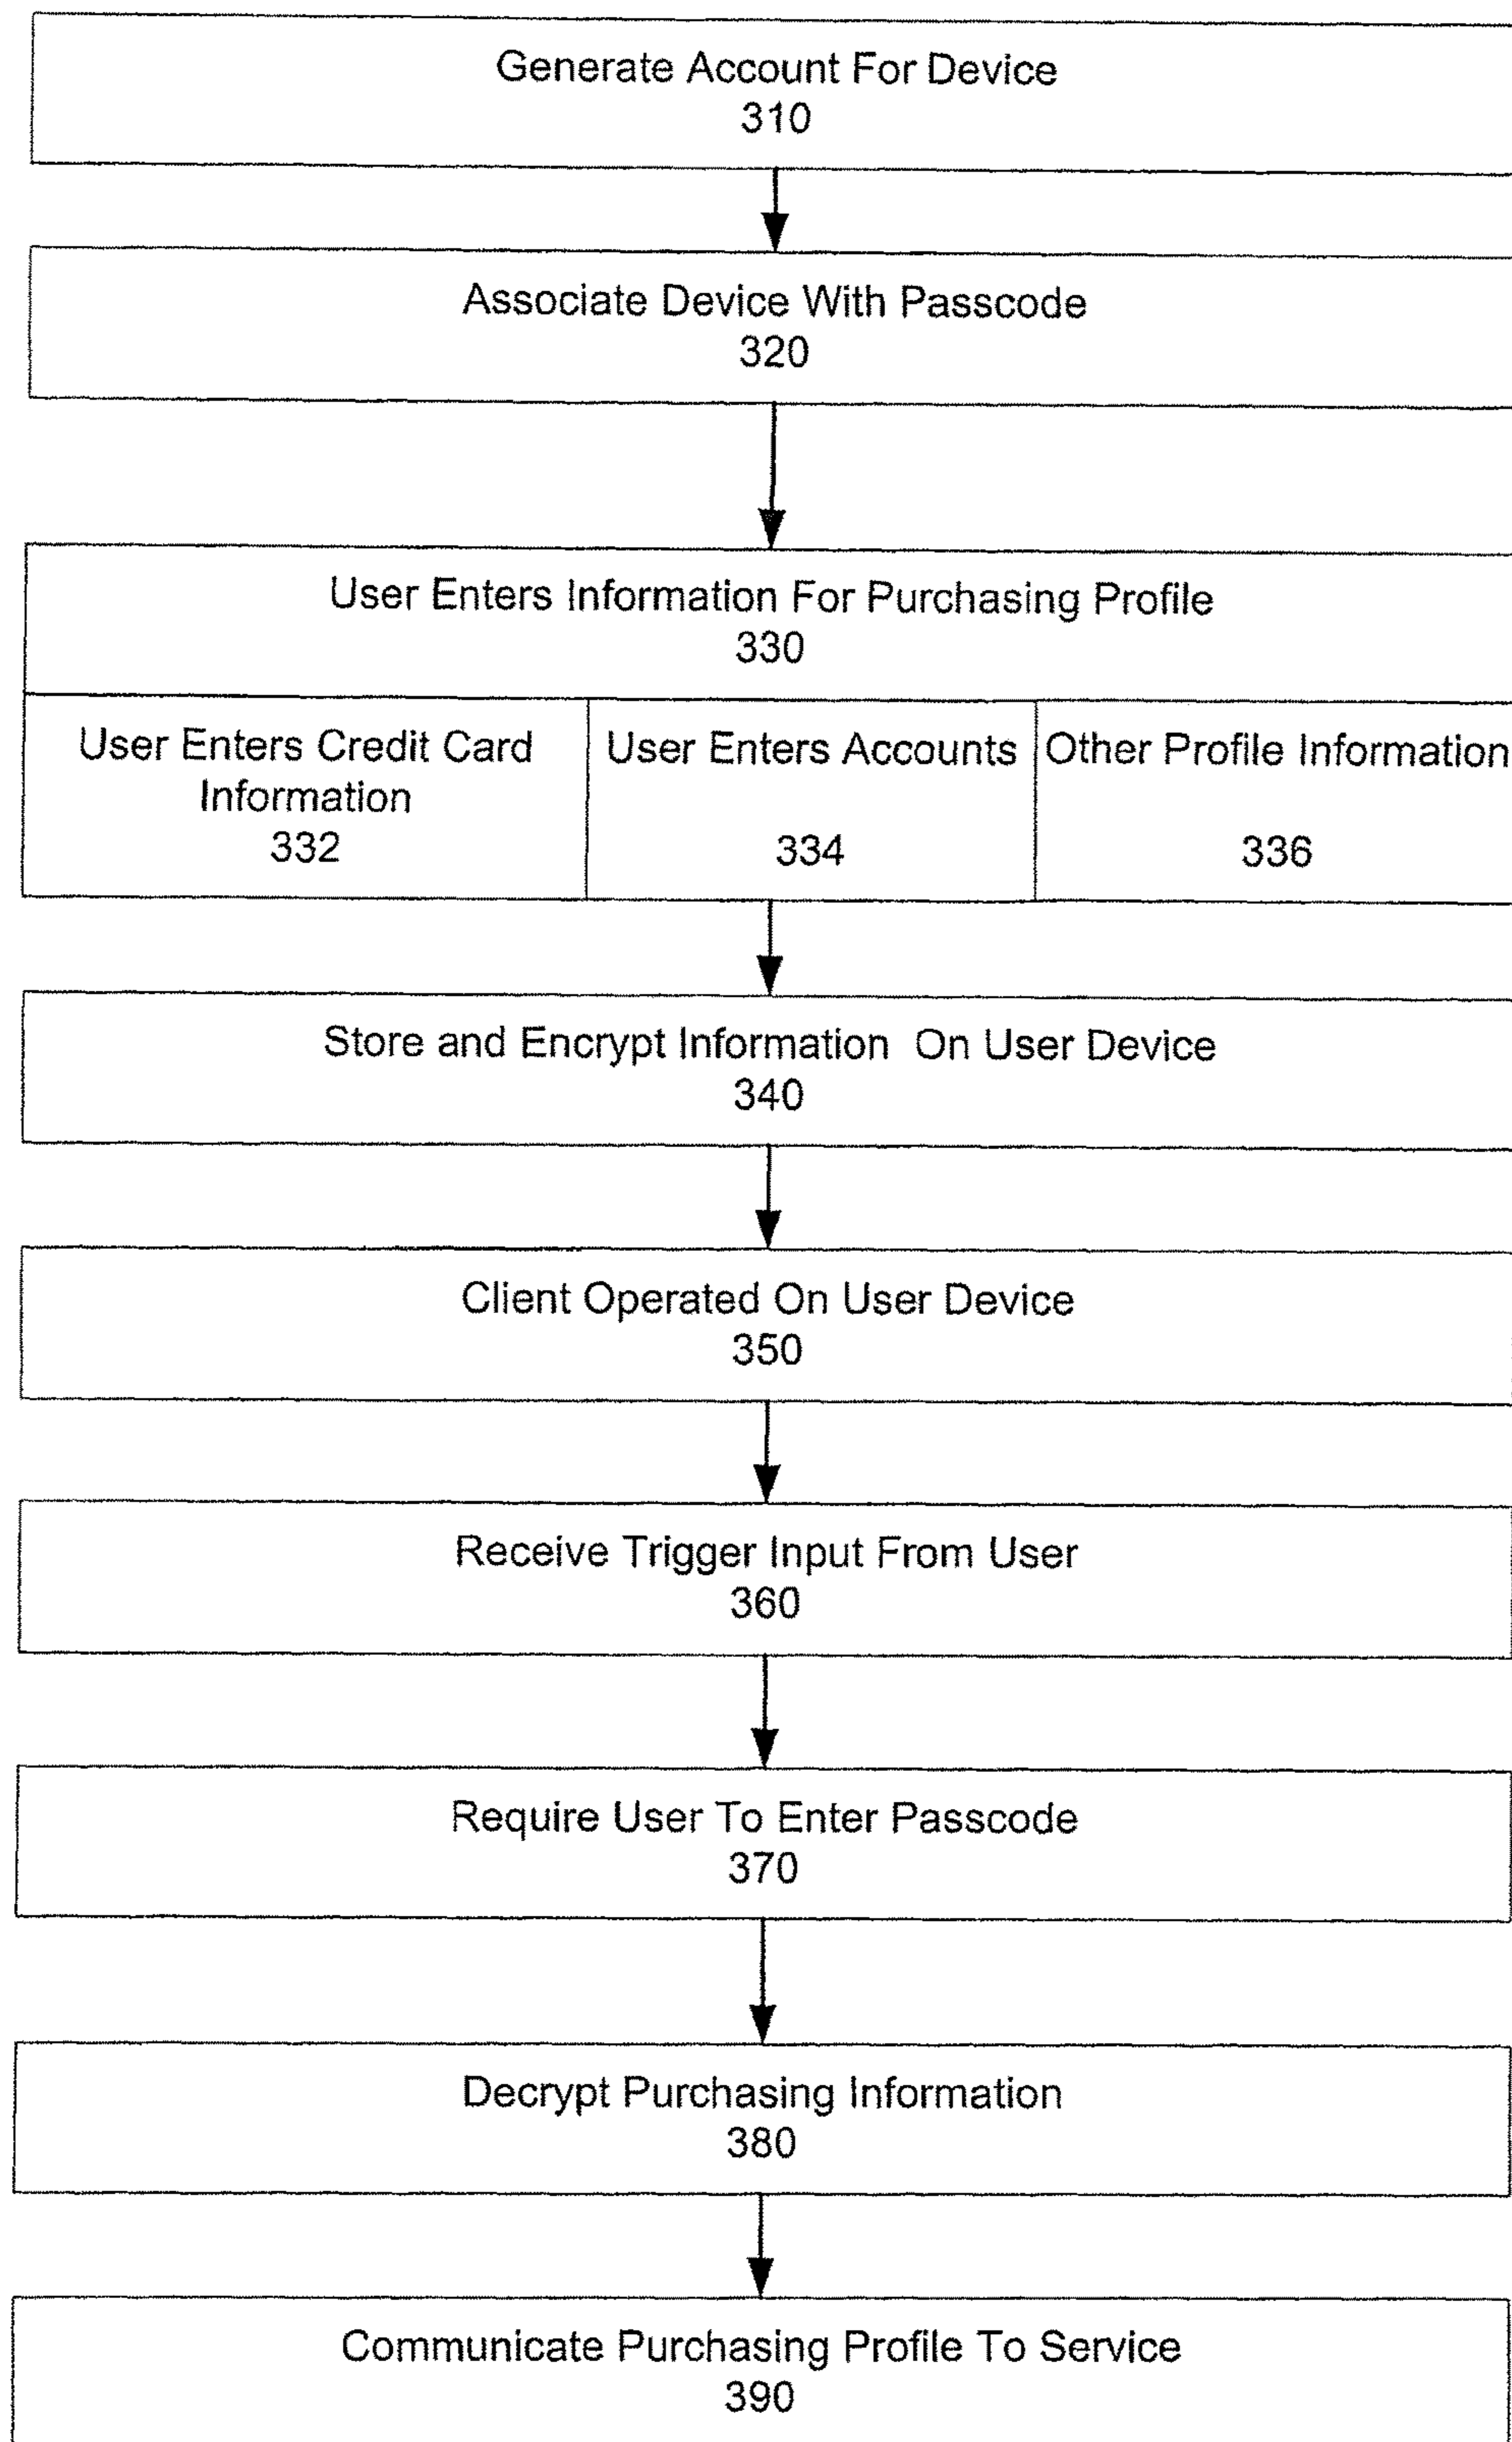 Generate Account For Device
310
Associate Device With Passcode
320
User Enters Information For Purchasing Profile
330
User Enters Credit Card
Information
332
User Enters Accounts
334
Other Profile Information
336
Store and Encrypt Information On User Device
340
Client Operated On User Device
350
Receive Trigger Input From User
360
Require User To Enter Passcode
370
Decrypt Purchasing Information
380
Communicate Purchasing Profile To Service
390